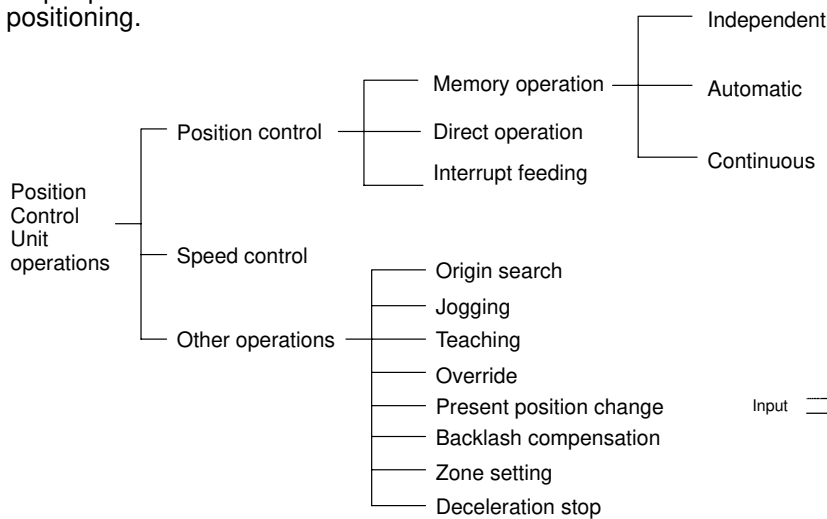 positioning.
Independent
Memory operation
Automatic
Position control
Direct operation
Interrupt feeding
Continuous
Position
Control
Unit
operations
Speed control
Origin search
Jogging
Other operations
Teaching
Override
Present position change
Input
Backlash compensation
Zone setting
Deceleration stop